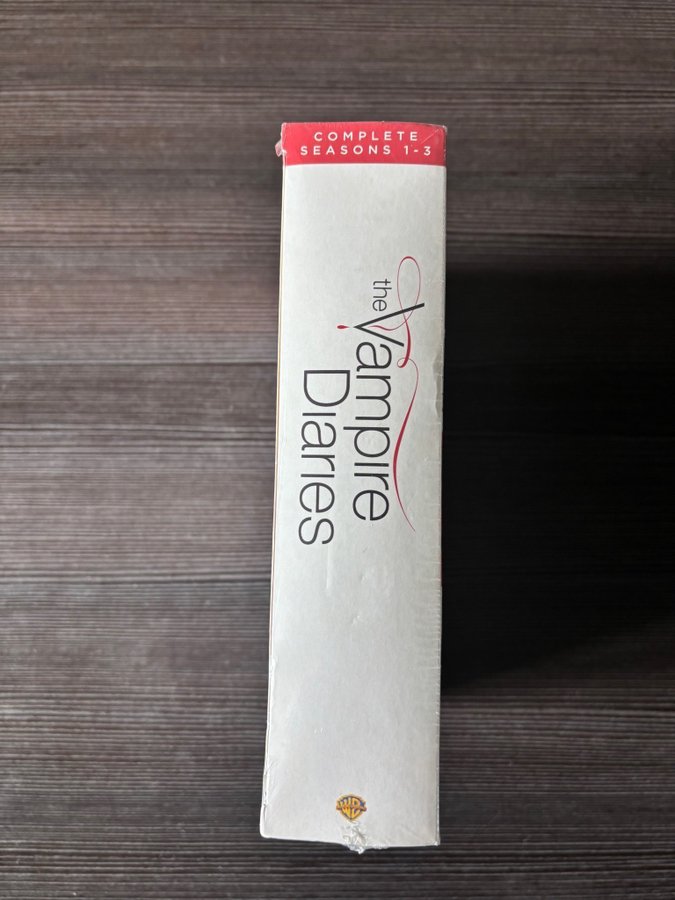 COMPLETE
SEASONS 1-3
the Vampire
Diaries
WB